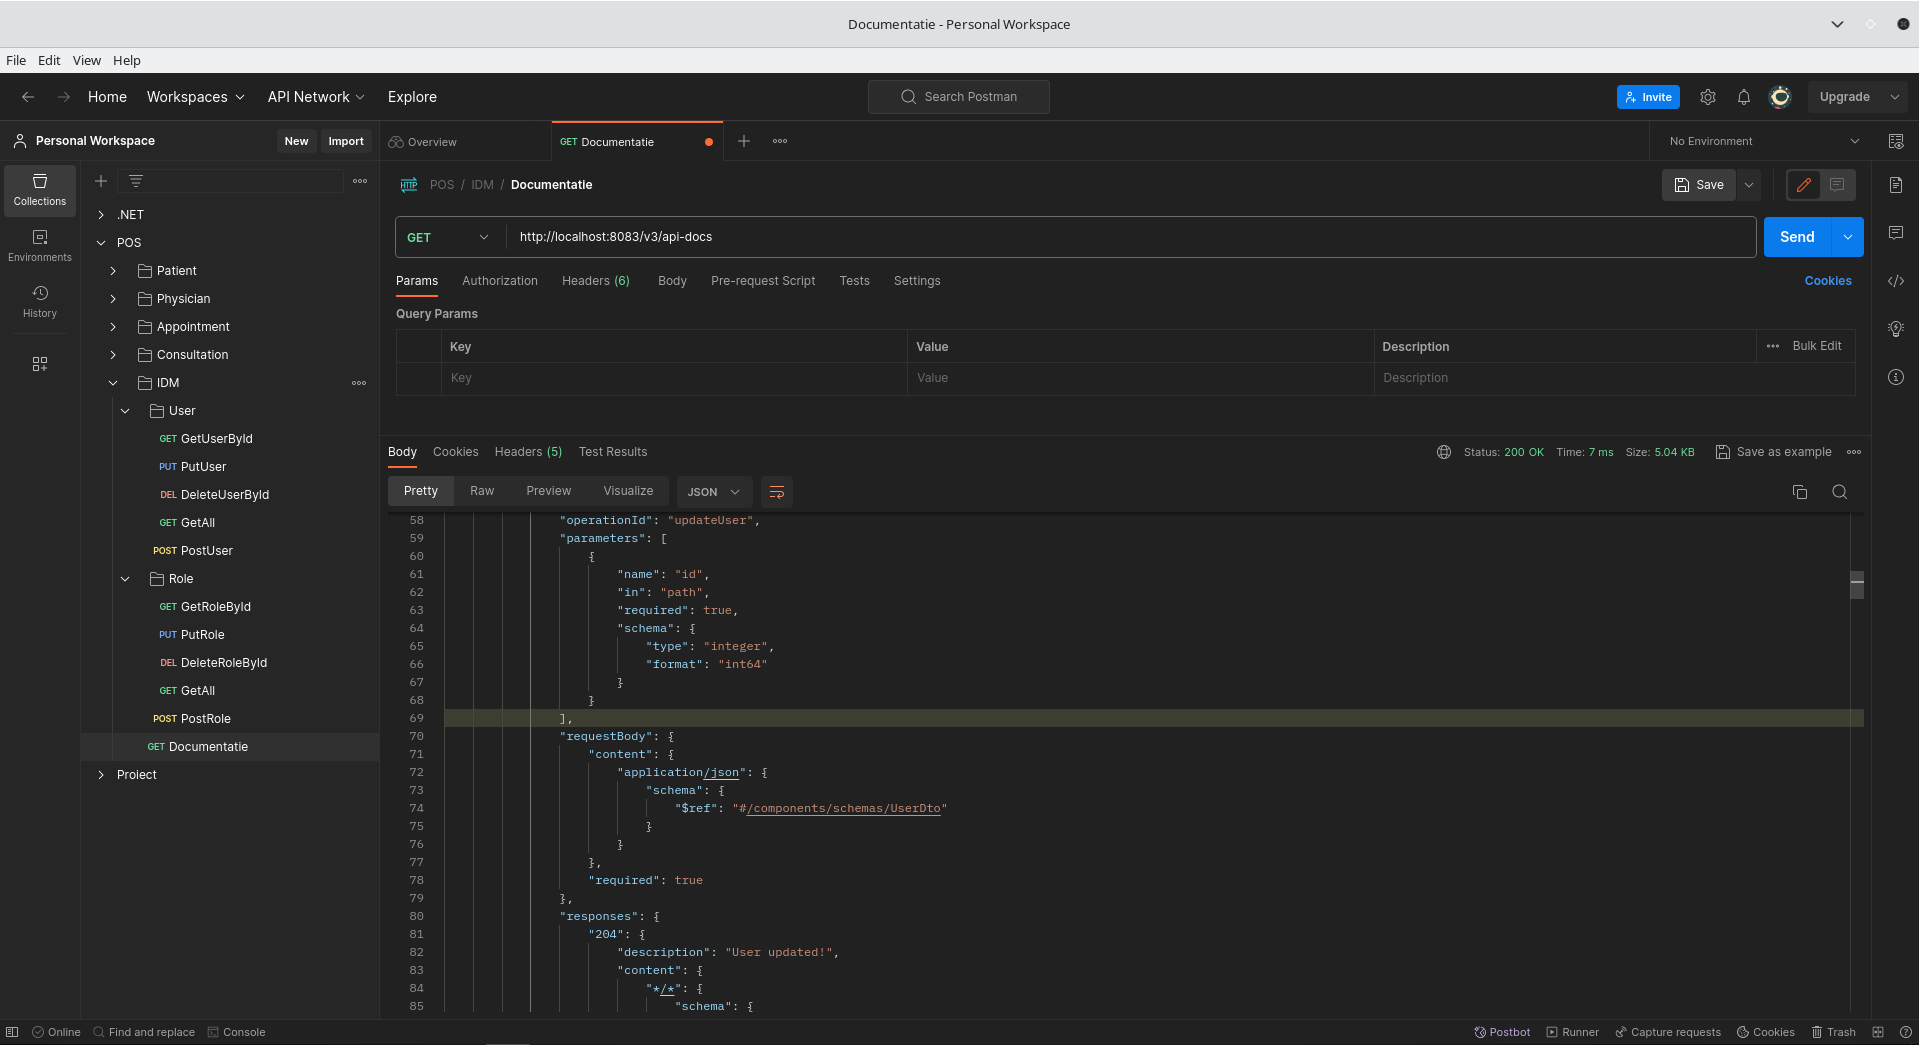 Documentatie - Personal Workspace
File Edit View Help
Home Workspaces API Network Explore Search Postman Invite Upgrade
Personal Workspace New Import Overview GET Documentatie No Environment
Collections
Environments
History
.NET
POS
Patient
Physician
Appointment
Consultation
IDM
User
GET GetUserById
PUT PutUser
DEL DeleteUserById
GET GetAll
POST PostUser
Role
GET GetRoleById
PUT PutRole
DEL DeleteRoleById
GET GetAll
POST PostRole
GET Documentatie
Proiect
HTTP POS / IDM / Documentatie Save
GET http://localhost:8083/v3/api-docs Send
Params Authorization Headers (6) Body Pre-request Script Tests Settings Cookies
Query Params
Key Value Description Bulk Edit
Key Value Description
Body Cookies Headers (5) Test Results Status: 200 OK Time: 7 ms Size: 5.04 KB Save as example
Pretty Raw Preview Visualize JSON
58 "operationId": "updateUser",
59 "parameters": [
60 {
61 "name": "id",
62 "in": "path",
63 "required": true,
64 "schema": {
65 "type": "integer",
66 "format": "int64"
67 }
68 }
69 ],
70 "requestBody": {
71 "content": {
72 "application/json": {
73 "schema": {
74 "$ref": "#/components/schemas/UserDto"
75 }
76 }
77 },
78 "required": true
79 },
80 "responses": {
81 "204": {
82 "description": "User updated!",
83 "content": {
84 "*/*": {
85 "schema": {
Online Find and replace Console Postbot Runner Capture requests Cookies Trash